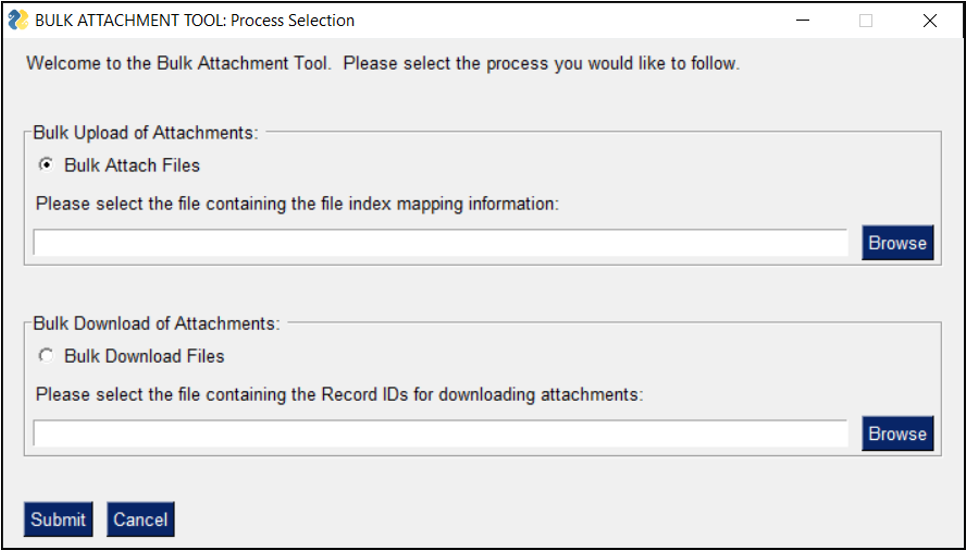 BULK ATTACHMENT TOOL: Process Selection
Welcome to the Bulk Attachment Tool.  Please select the process you would like to follow.
Bulk Upload of Attachments:
Bulk Attach Files
Please select the file containing the file index mapping information:
Browse
Bulk Download of Attachments:
Bulk Download Files
Please select the file containing the Record IDs for downloading attachments:
Browse
Submit Cancel